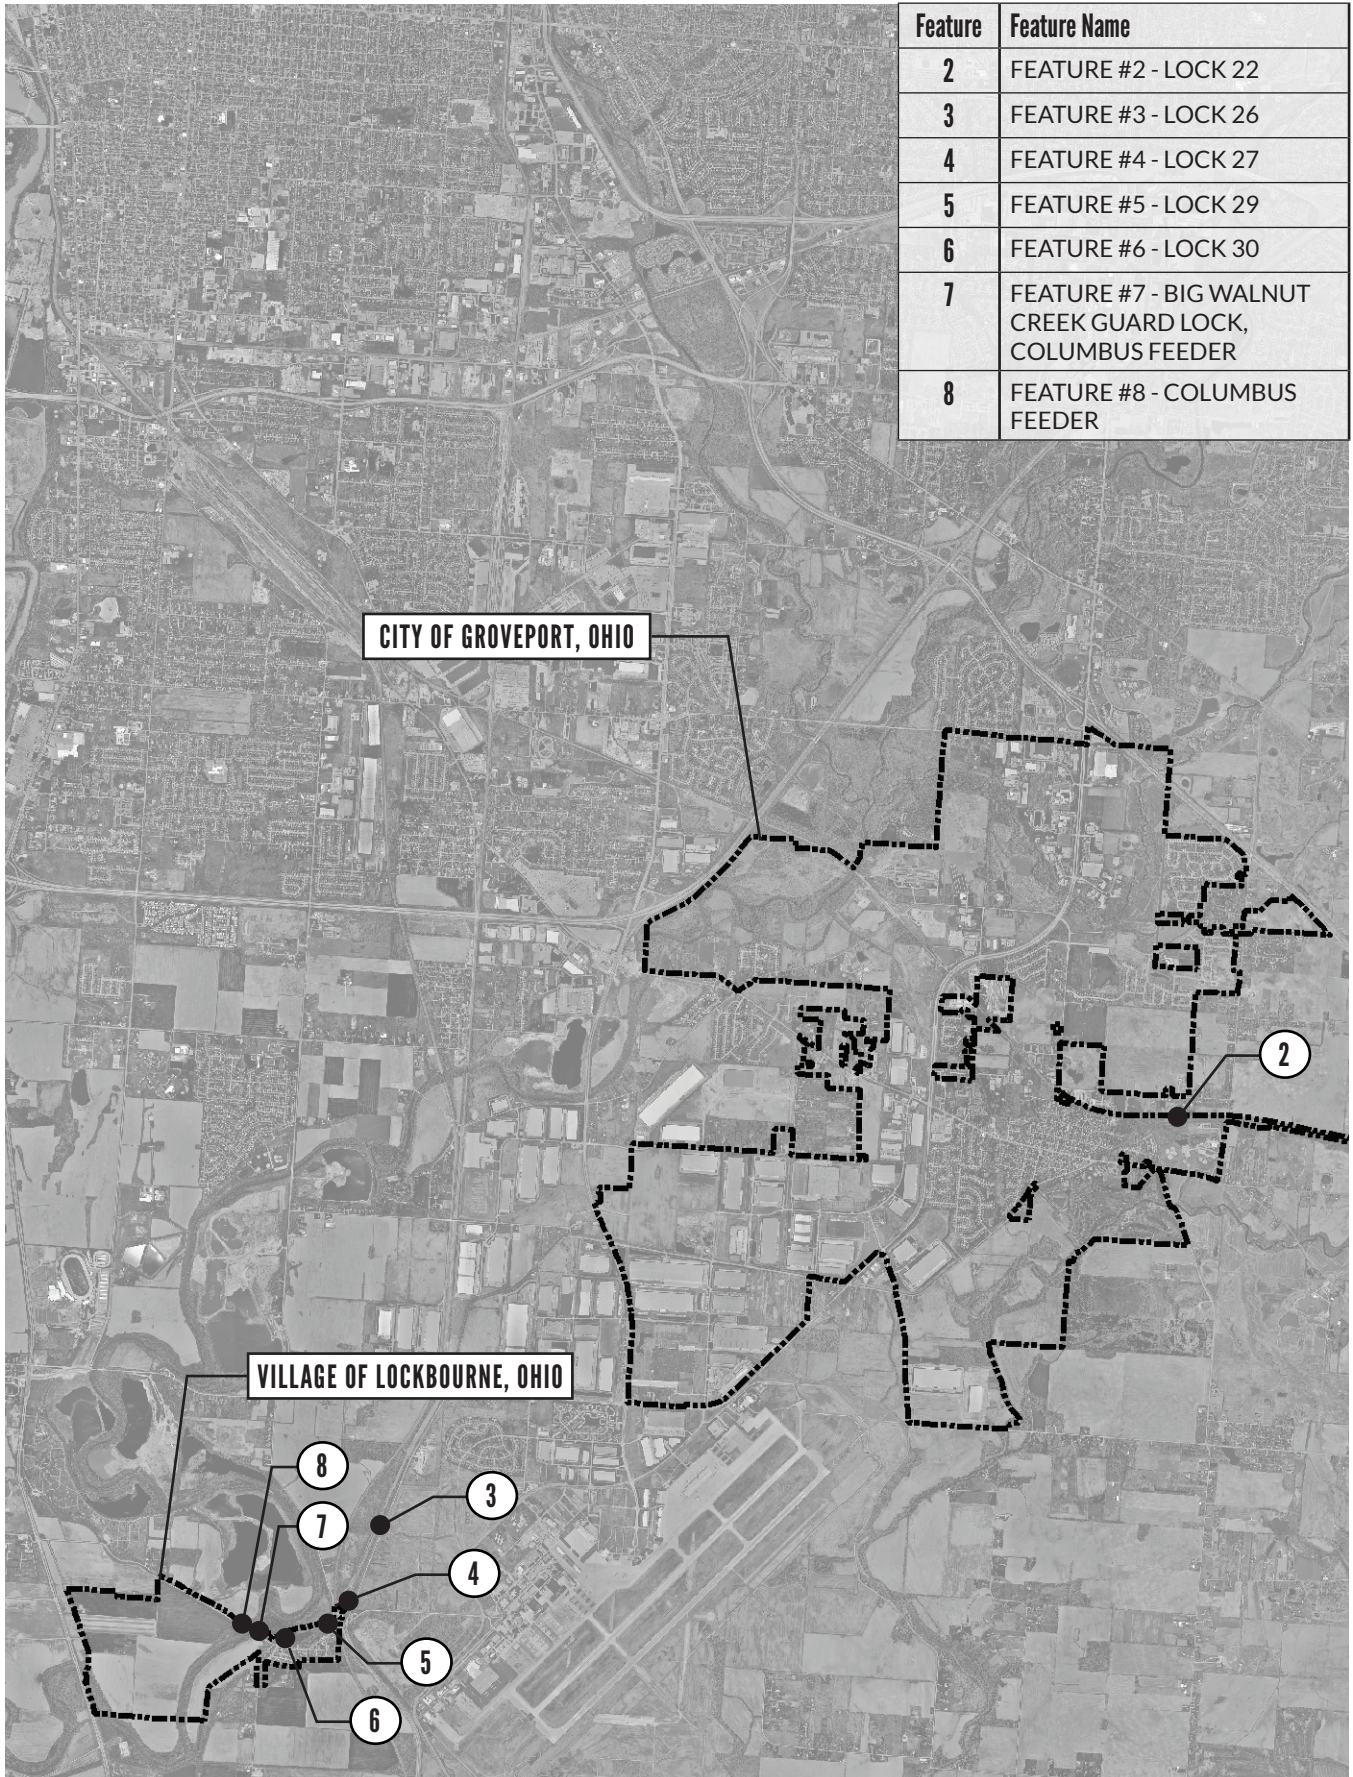 Feature Feature Name
2 FEATURE #2 - LOCK 22
3 FEATURE #3 - LOCK 26
4 FEATURE #4 - LOCK 27
5 FEATURE #5 - LOCK 29
6 FEATURE #6 - LOCK 30
7 FEATURE #7 - BIG WALNUT
CREEK GUARD LOCK,
COLUMBUS FEEDER
8 FEATURE #8 - COLUMBUS
FEEDER
CITY OF GROVEPORT, OHIO
2
VILLAGE OF LOCKBOURNE, OHIO
8
3
7
4
5
6